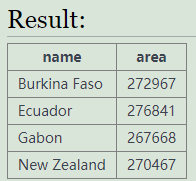 Result:
name area
Burkina Faso 272967
Ecuador 276841
Gabon 267668
New Zealand 270467